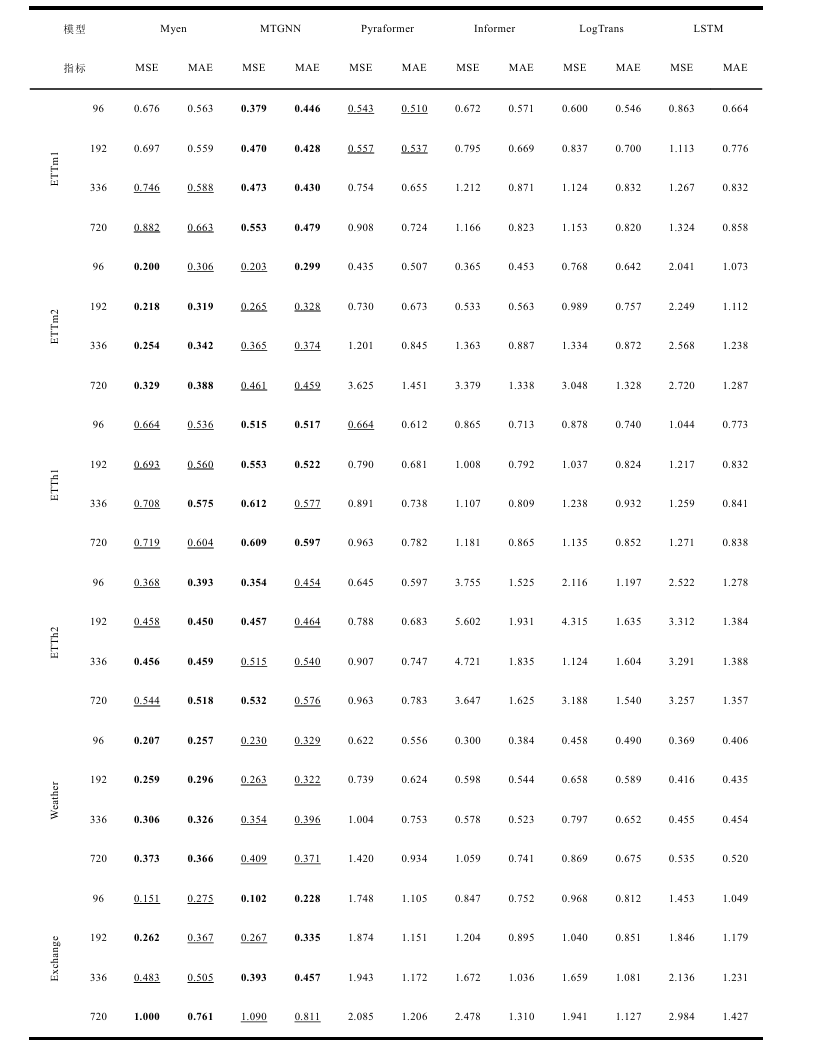 模型 Myen MTGNN Pyraformer Informer LogTrans LSTM
指标 MSE MAE MSE MAE MSE MAE MSE MAE MSE MAE MSE MAE
ETTm1
96 0.676 0.563 0.379 0.446 0.543 0.510 0.672 0.571 0.600 0.546 0.863 0.664
192 0.697 0.559 0.470 0.428 0.557 0.537 0.795 0.669 0.837 0.700 1.113 0.776
336 0.746 0.588 0.473 0.430 0.754 0.655 1.212 0.871 1.124 0.832 1.267 0.832
720 0.882 0.663 0.553 0.479 0.908 0.724 1.166 0.823 1.153 0.820 1.324 0.858
ETTm2
96 0.200 0.306 0.203 0.299 0.435 0.507 0.365 0.453 0.768 0.642 2.041 1.073
192 0.218 0.319 0.265 0.328 0.730 0.673 0.533 0.563 0.989 0.757 2.249 1.112
336 0.254 0.342 0.365 0.374 1.201 0.845 1.363 0.887 1.334 0.872 2.568 1.238
720 0.329 0.388 0.461 0.459 3.625 1.451 3.379 1.338 3.048 1.328 2.720 1.287
ETTh1
96 0.664 0.536 0.515 0.517 0.664 0.612 0.865 0.713 0.878 0.740 1.044 0.773
192 0.693 0.560 0.553 0.522 0.790 0.681 1.008 0.792 1.037 0.824 1.217 0.832
336 0.708 0.575 0.612 0.577 0.891 0.738 1.107 0.809 1.238 0.932 1.259 0.841
720 0.719 0.604 0.609 0.597 0.963 0.782 1.181 0.865 1.135 0.852 1.271 0.838
ETTh2
96 0.368 0.393 0.354 0.454 0.645 0.597 3.755 1.525 2.116 1.197 2.522 1.278
192 0.458 0.450 0.457 0.464 0.788 0.683 5.602 1.931 4.315 1.635 3.312 1.384
336 0.456 0.459 0.515 0.540 0.907 0.747 4.721 1.835 1.124 1.604 3.291 1.388
720 0.544 0.518 0.532 0.576 0.963 0.783 3.647 1.625 3.188 1.540 3.257 1.357
Weather
96 0.207 0.257 0.230 0.329 0.622 0.556 0.300 0.384 0.458 0.490 0.369 0.406
192 0.259 0.296 0.263 0.322 0.739 0.624 0.598 0.544 0.658 0.589 0.416 0.435
336 0.306 0.326 0.354 0.396 1.004 0.753 0.578 0.523 0.797 0.652 0.455 0.454
720 0.373 0.366 0.409 0.371 1.420 0.934 1.059 0.741 0.869 0.675 0.535 0.520
Exchange
96 0.151 0.275 0.102 0.228 1.748 1.105 0.847 0.752 0.968 0.812 1.453 1.049
192 0.262 0.367 0.267 0.335 1.874 1.151 1.204 0.895 1.040 0.851 1.846 1.179
336 0.483 0.505 0.393 0.457 1.943 1.172 1.672 1.036 1.659 1.081 2.136 1.231
720 1.000 0.761 1.090 0.811 2.085 1.206 2.478 1.310 1.941 1.127 2.984 1.427